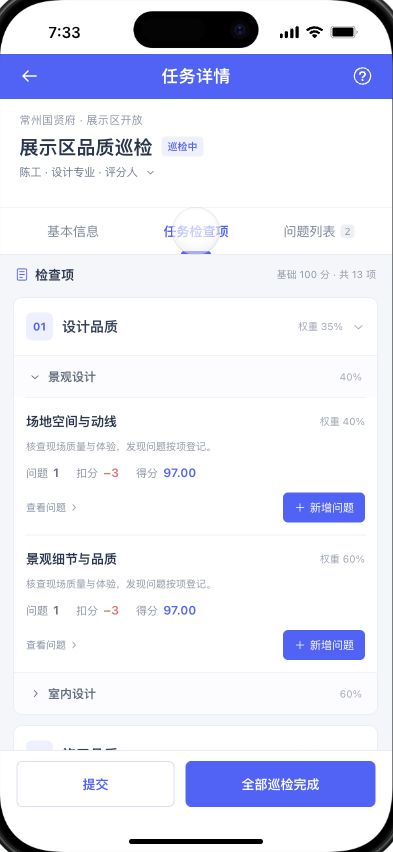 7:33
任务详情
常州国贤府 · 展示区开放
展示区品质巡检 巡检中
陈工 · 设计专业 · 评分人
基本信息 任务检查项 问题列表 2
检查项 基础 100 分 · 共 13 项
01 设计品质 权重 35%
景观设计 40%
场地空间与动线 权重 40%
核查现场质量与体验，发现问题按项登记。
问题 1 扣分 −3 得分 97.00
查看问题 ＋ 新增问题
景观细节与品质 权重 60%
核查现场质量与体验，发现问题按项登记。
问题 1 扣分 −3 得分 97.00
查看问题 ＋ 新增问题
室内设计 60%
提交 全部巡检完成